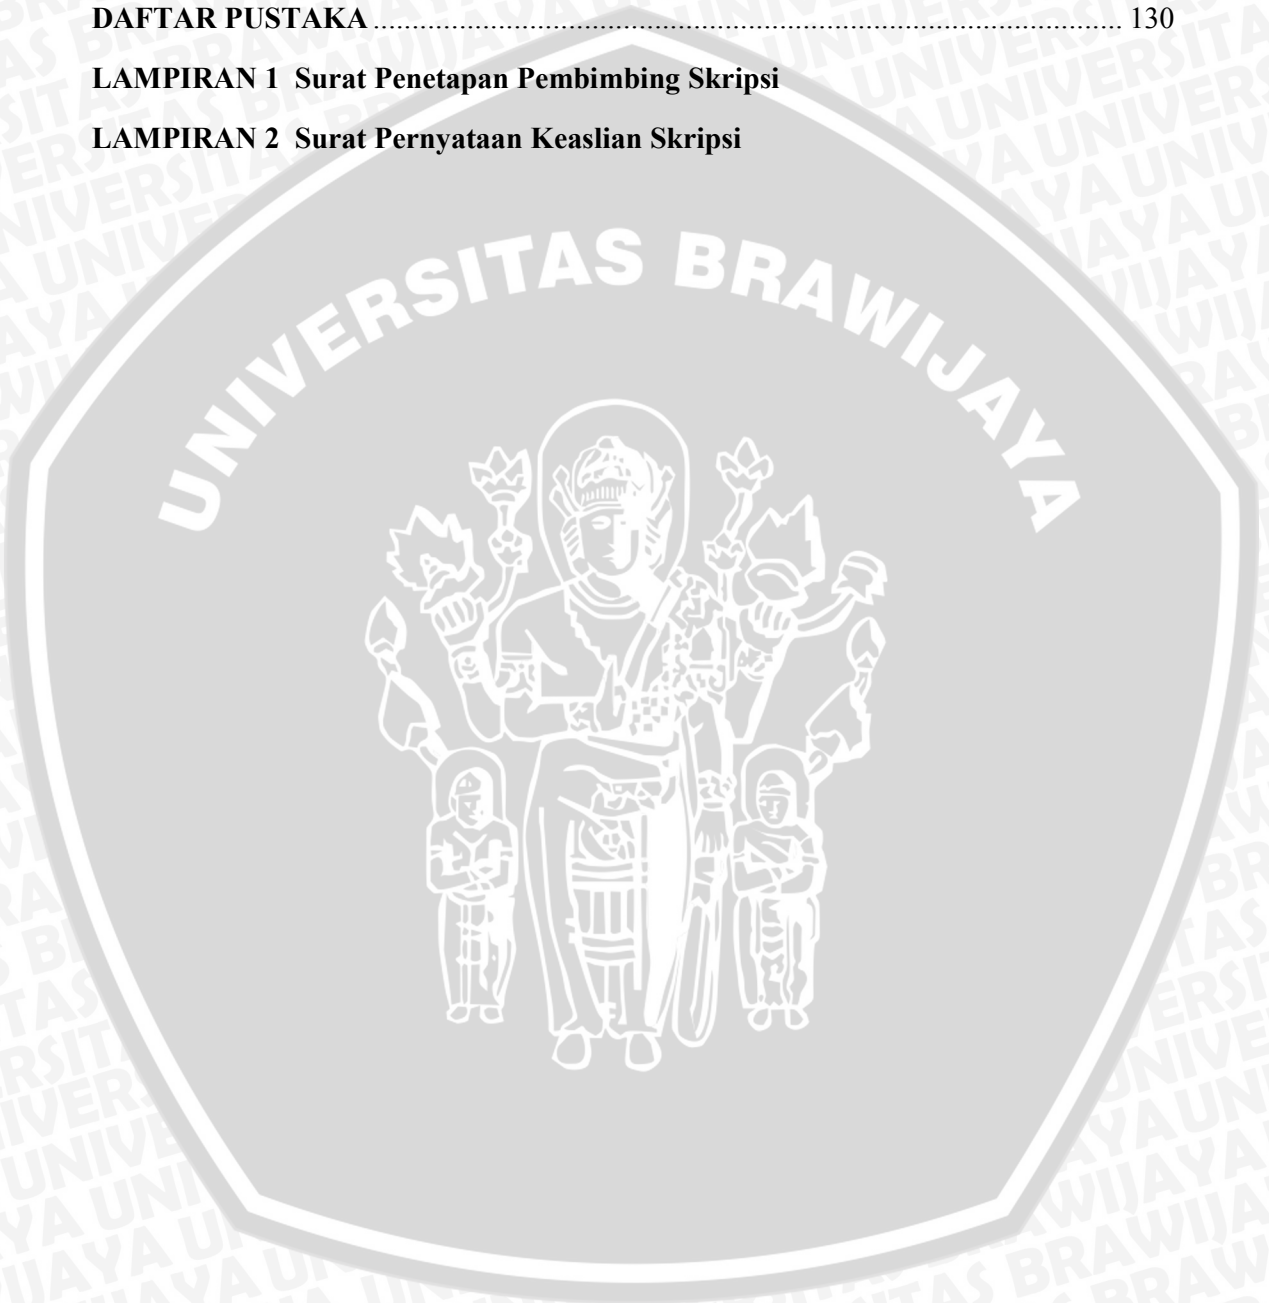 DAFTAR PUSTAKA ................................................................................................ 130
LAMPIRAN 1 Surat Penetapan Pembimbing Skripsi
LAMPIRAN 2 Surat Pernyataan Keaslian Skripsi
UNIVERSITAS BRAWIJAYA